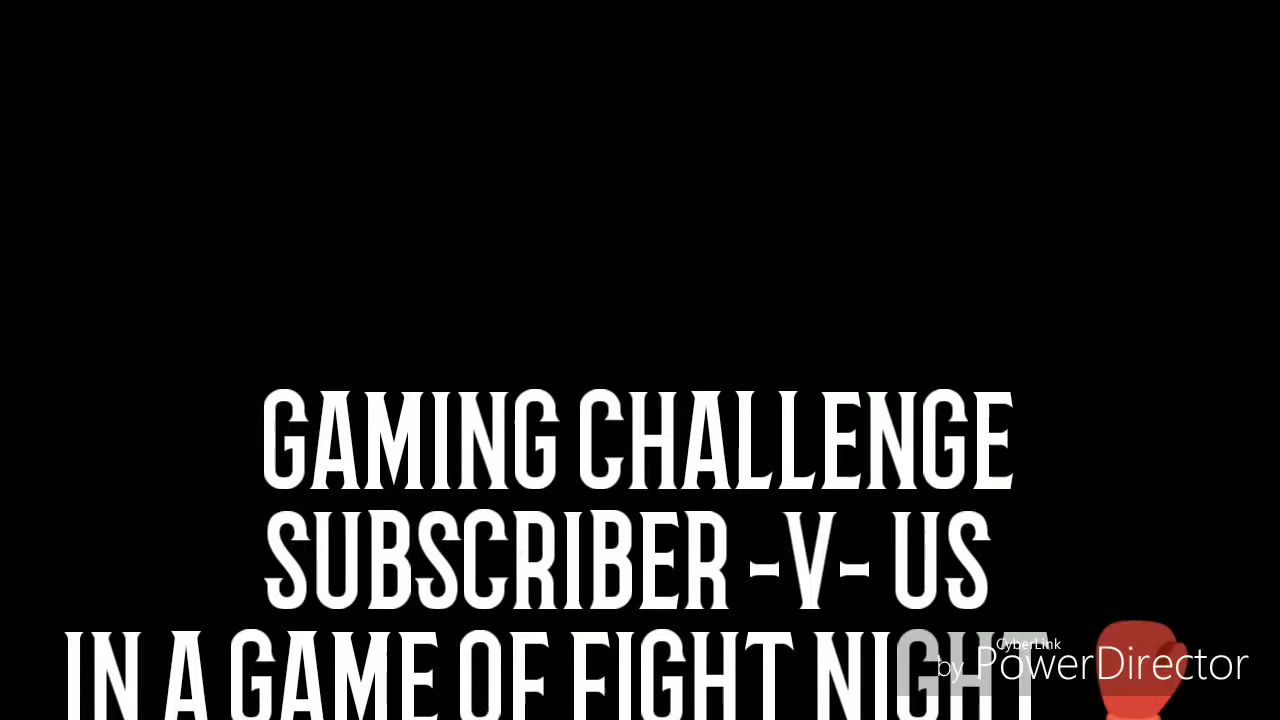 GAMING CHALLENGE
SUBSCRIBER -V- US
IN A GAME OF FIGHT NIGHT
CyberLink
by PowerDirector